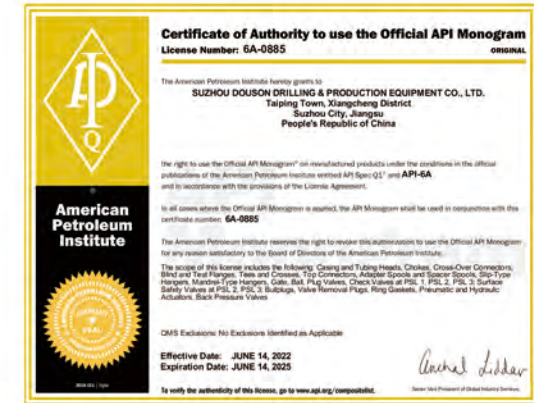 Certificate of Authority to use the Official API Monogram
License Number: 6A-0885
ORIGINAL
The American Petroleum Institute hereby grants to
SUZHOU DOUSON DRILLING & PRODUCTION EQUIPMENT CO., LTD.
Taiping Town, Xiangcheng District
Suzhou City, Jiangsu
People's Republic of China
the right to use the Official API Monogram® on manufactured products under the conditions in the official
publications of the American Petroleum Institute entitled API Spec Q1® and API-6A
and in accordance with the provisions of the License Agreement.
In all cases where the Official API Monogram is applied, the API Monogram shall be used in conjunction with this
certificate number: 6A-0885
The American Petroleum Institute reserves the right to revoke this authorization to use the Official API Monogram
for any reason satisfactory to the Board of Directors of the American Petroleum Institute.
The scope of this license includes the following: Casing and Tubing Heads, Chokes, Cross-Over Connectors,
Blind and Test Flanges, Tees and Crosses, Top Connectors, Adapter Spools and Spacer Spools, Slip-Type
Hangers, Mandrel-Type Hangers, Gate, Ball, Plug Valves, Check Valves at PSL 1, PSL 2, PSL 3; Surface
Safety Valves at PSL 2, PSL 3; Bullplugs, Valve Removal Plugs, Ring Gaskets, Pneumatic and Hydraulic
Actuators, Back Pressure Valves
QMS Exclusions: No Exclusions Identified as Applicable
Effective Date: JUNE 14, 2022
Expiration Date: JUNE 14, 2025
To verify the authenticity of this license, go to www.api.org/compositelist.
Senior Vice President of Global Industry Services
API
Q
American
Petroleum
Institute